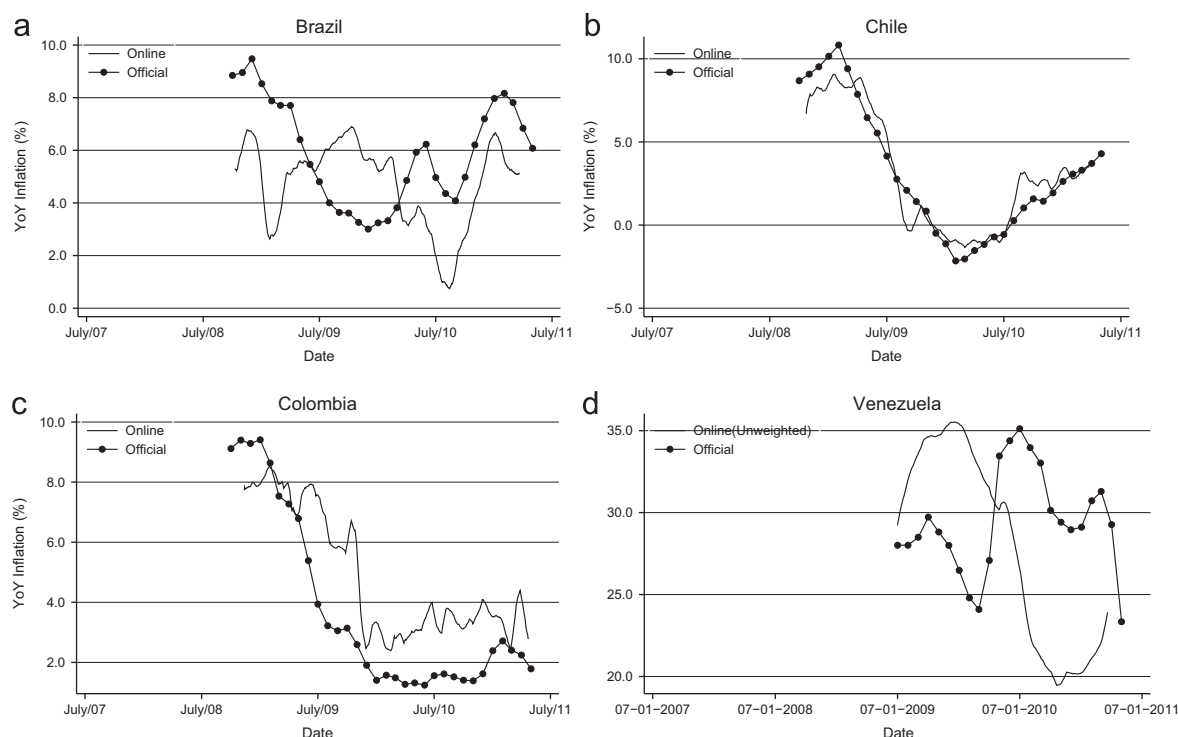 a
Brazil
Online
Official
YoY Inflation (%)
10.0
8.0
6.0
4.0
2.0
0.0
July/07
July/08
July/09
July/10
July/11
Date
b
Chile
Online
Official
YoY Inflation (%)
10.0
5.0
0.0
−5.0
July/07
July/08
July/09
July/10
July/11
Date
c
Colombia
Online
Official
YoY Inflation (%)
10.0
8.0
6.0
4.0
2.0
July/07
July/08
July/09
July/10
July/11
Date
d
Venezuela
Online(Unweighted)
Official
YoY Inflation (%)
35.0
30.0
25.0
20.0
07−01−2007
07−01−2008
07−01−2009
07−01−2010
07−01−2011
Date